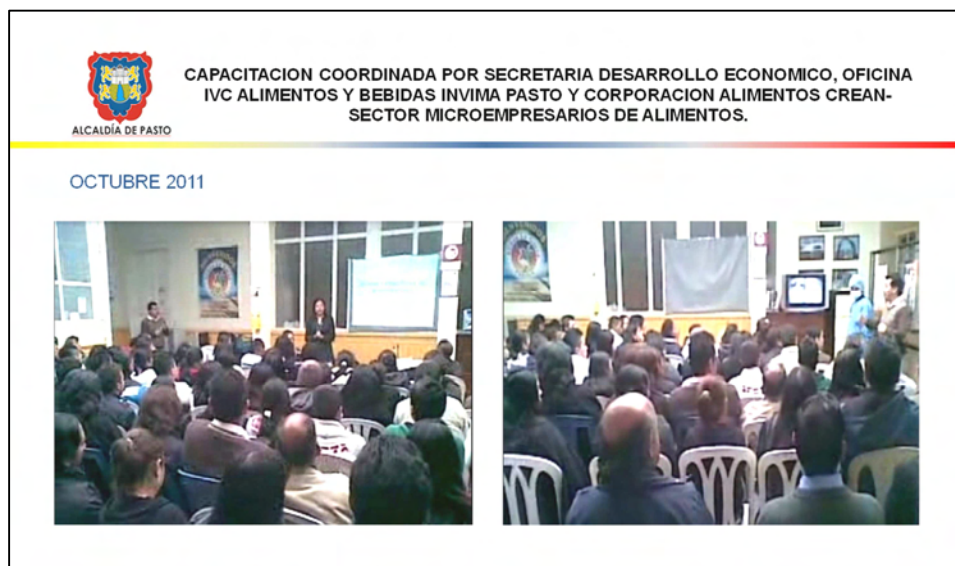 CAPACITACION COORDINADA POR SECRETARIA DESARROLLO ECONOMICO, OFICINA
IVC ALIMENTOS Y BEBIDAS INVIMA PASTO Y CORPORACION ALIMENTOS CREAN-
SECTOR MICROEMPRESARIOS DE ALIMENTOS.
ALCALDÍA DE PASTO
OCTUBRE 2011